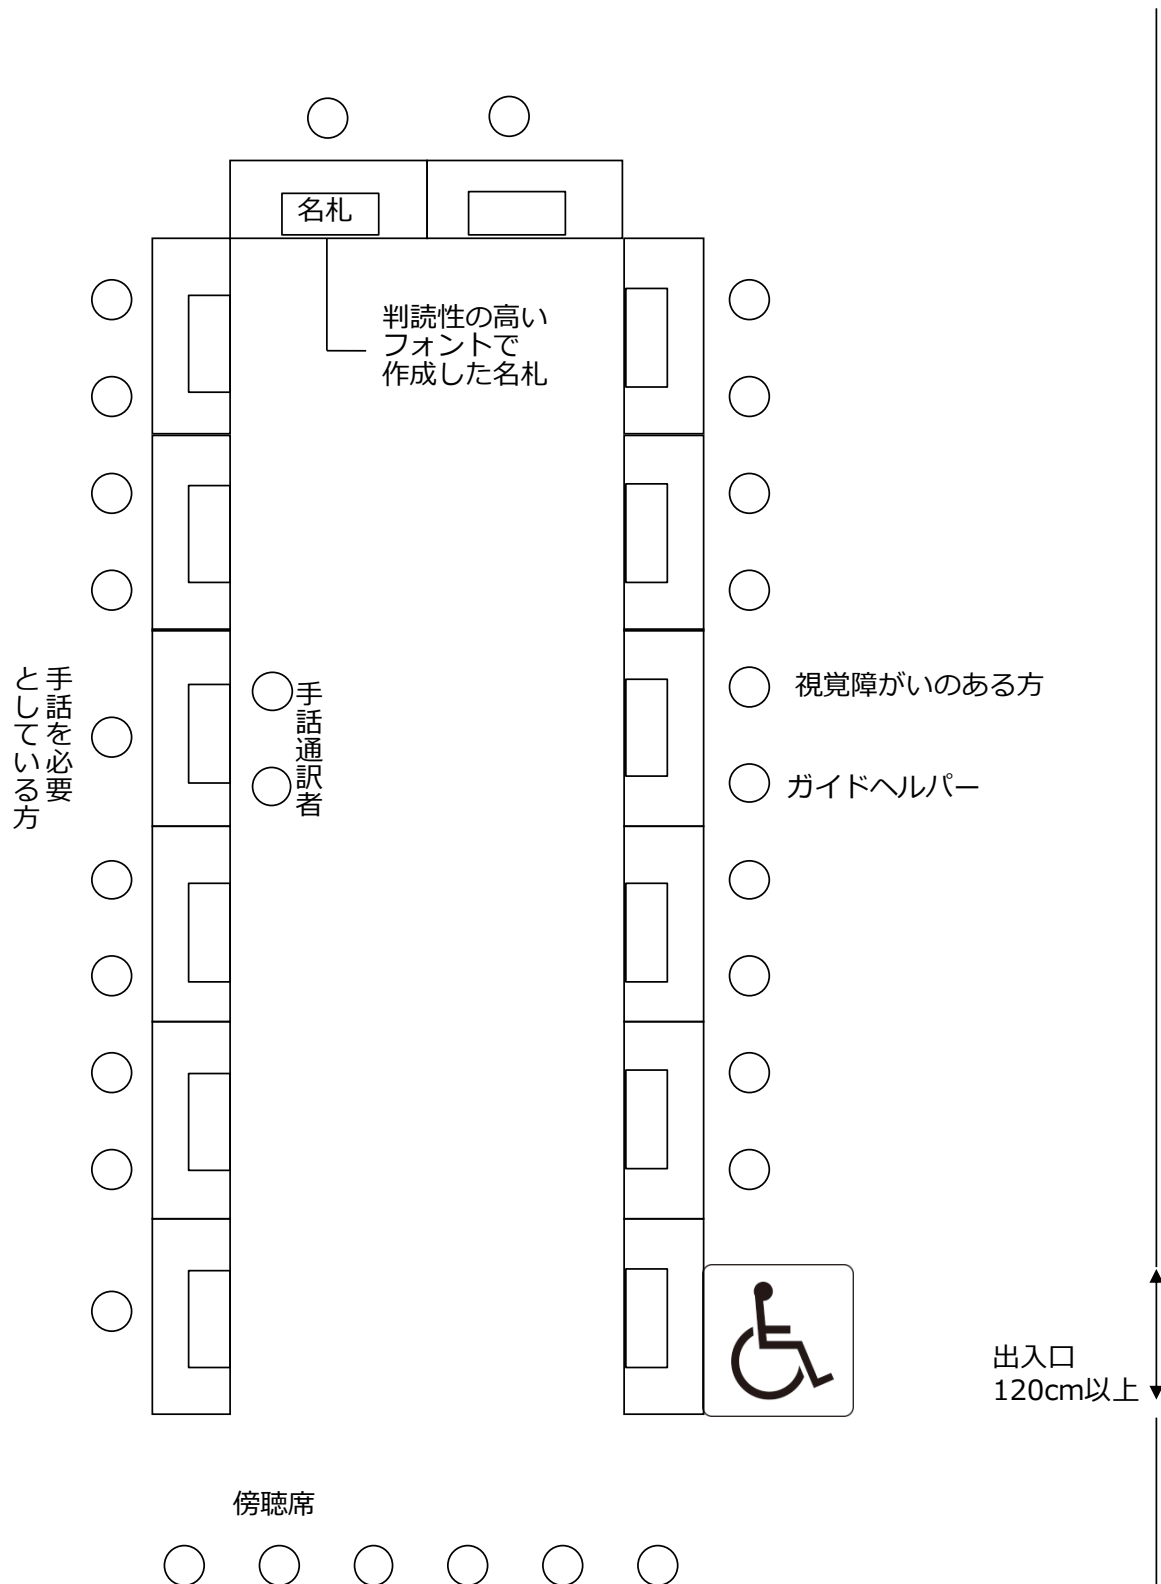 名札
判読性の高い
フォントで
作成した名札
手話を必要
としている方
手話通訳者
視覚障がいのある方
ガイドヘルパー
出入口
120cm以上
傍聴席